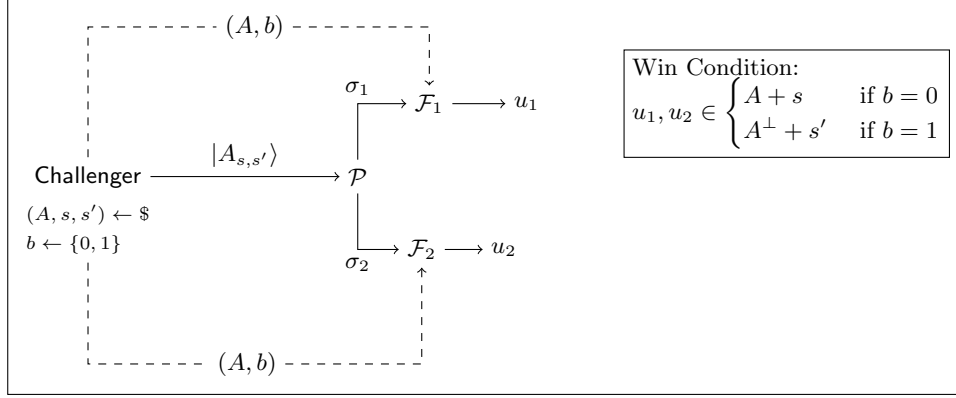 (A, b)
σ₁
ℱ₁
u₁
|A_{s,s′}⟩
Challenger
𝒫
(A, s, s′) ← $
b ← {0, 1}
σ₂
ℱ₂
u₂
(A, b)
Win Condition:
u₁, u₂ ∈ { A + s if b = 0
A^⊥ + s′ if b = 1